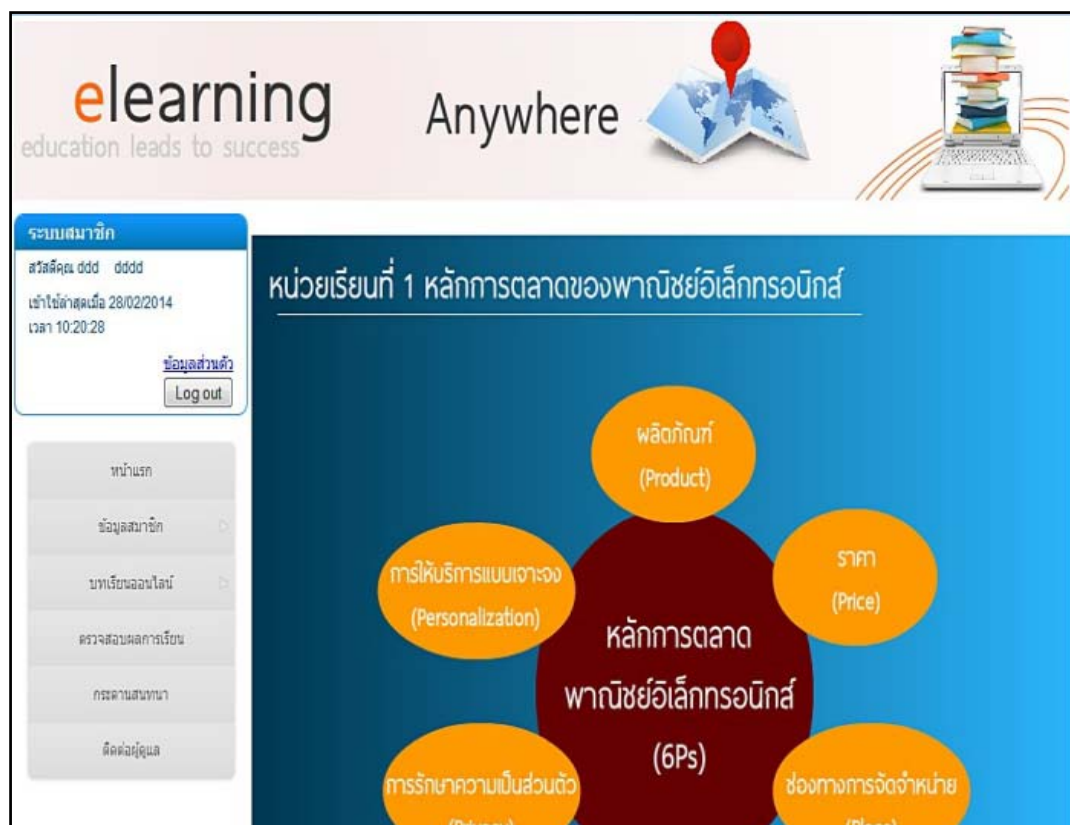 elearning
education leads to success
Anywhere
ระบบสมาชิก
สวัสดีคุณ ddd dddd
เข้าใช้ล่าสุดเมื่อ 28/02/2014
เวลา 10:20:28
ข้อมูลส่วนตัว
Log out
หน้าแรก
ข้อมูลสมาชิก
บทเรียนออนไลน์
ตรวจสอบผลการเรียน
กระดานสนทนา
ติดต่อผู้ดูแล
หน่วยเรียนที่ 1 หลักการตลาดของพาณิชย์อิเล็กทรอนิกส์
ผลิตภัณฑ์
(Product)
ราคา
(Price)
การให้บริการแบบเจาะจง
(Personalization)
หลักการตลาด
พาณิชย์อิเล็กทรอนิกส์
(6Ps)
การรักษาความเป็นส่วนตัว
(Privacy)
ช่องทางการจัดจำหน่าย
(Place)